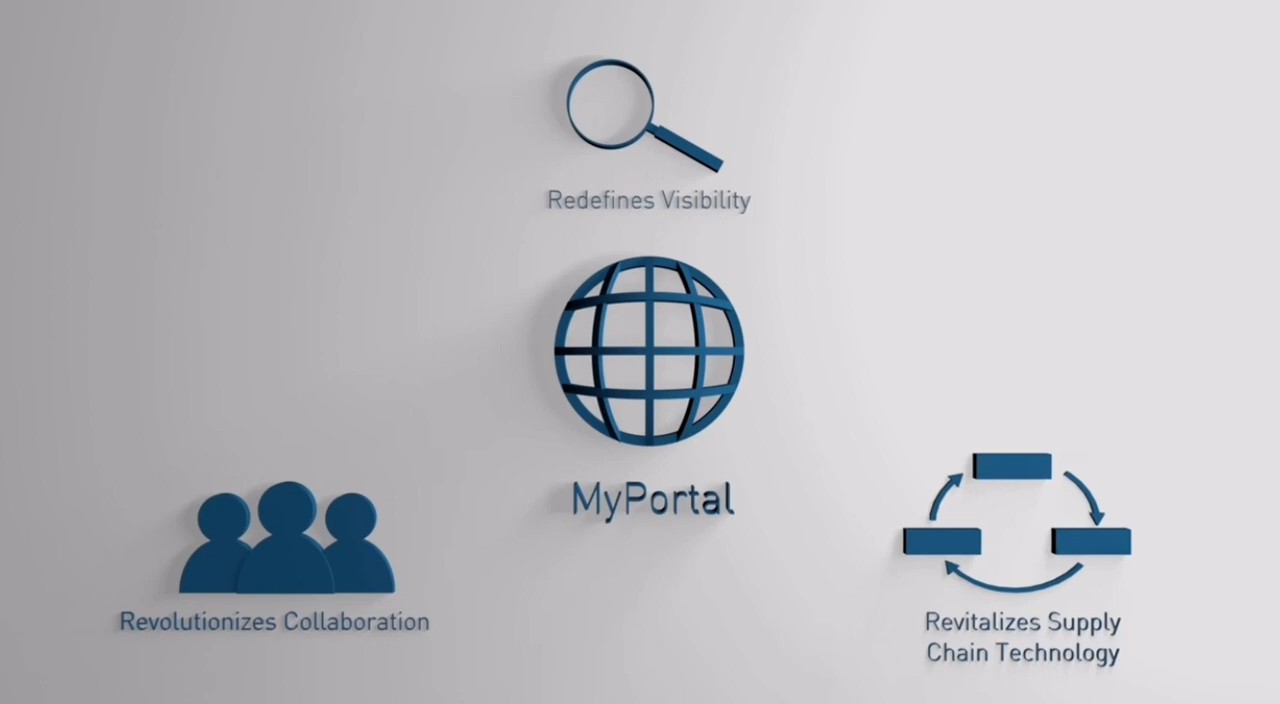 Redefines Visibility
MyPortal
Revolutionizes Collaboration
Revitalizes Supply
Chain Technology